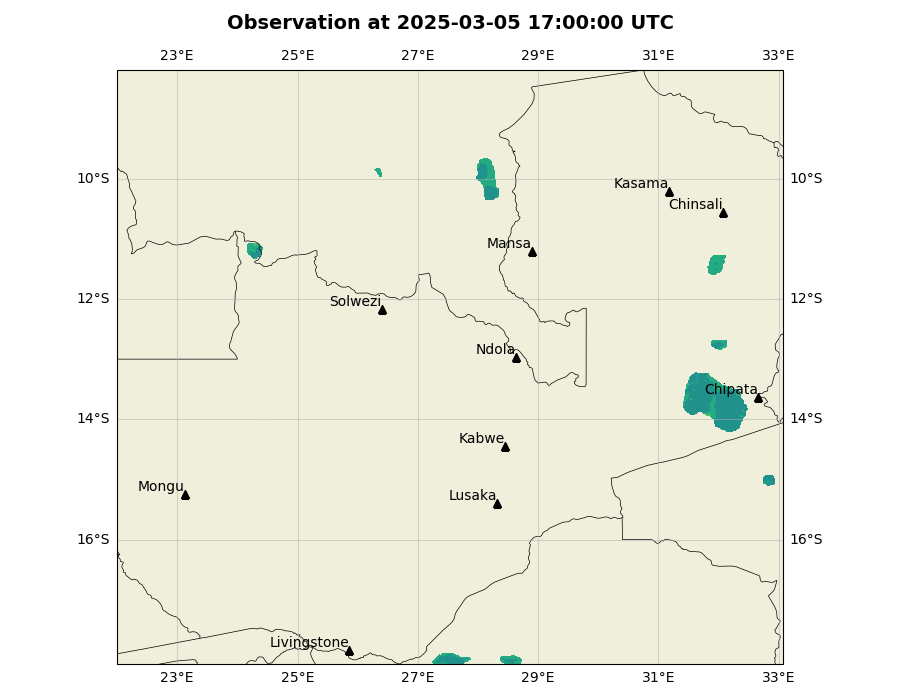 Observation at 2025-03-05 17:00:00 UTC
23°E 25°E 27°E 29°E 31°E 33°E
10°S 10°S
Kasama
Chinsali
Mansa
12°S 12°S
Solwezi
Ndola
Chipata
14°S 14°S
Kabwe
Mongu
Lusaka
16°S 16°S
Livingstone
23°E 25°E 27°E 29°E 31°E 33°E